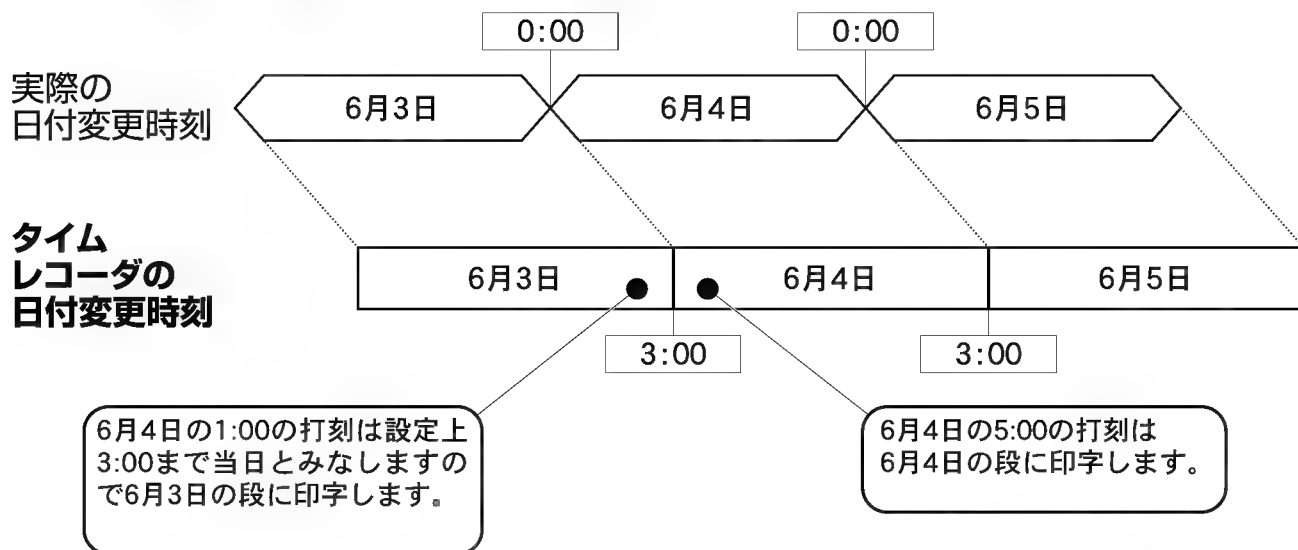 0:00
0:00
実際の
日付変更時刻
6月3日
6月4日
6月5日
タイム
レコーダの
日付変更時刻
6月3日
6月4日
6月5日
3:00
3:00
6月4日の1:00の打刻は設定上
3:00まで当日とみなしますの
で6月3日の段に印字します。
6月4日の5:00の打刻は
6月4日の段に印字します。